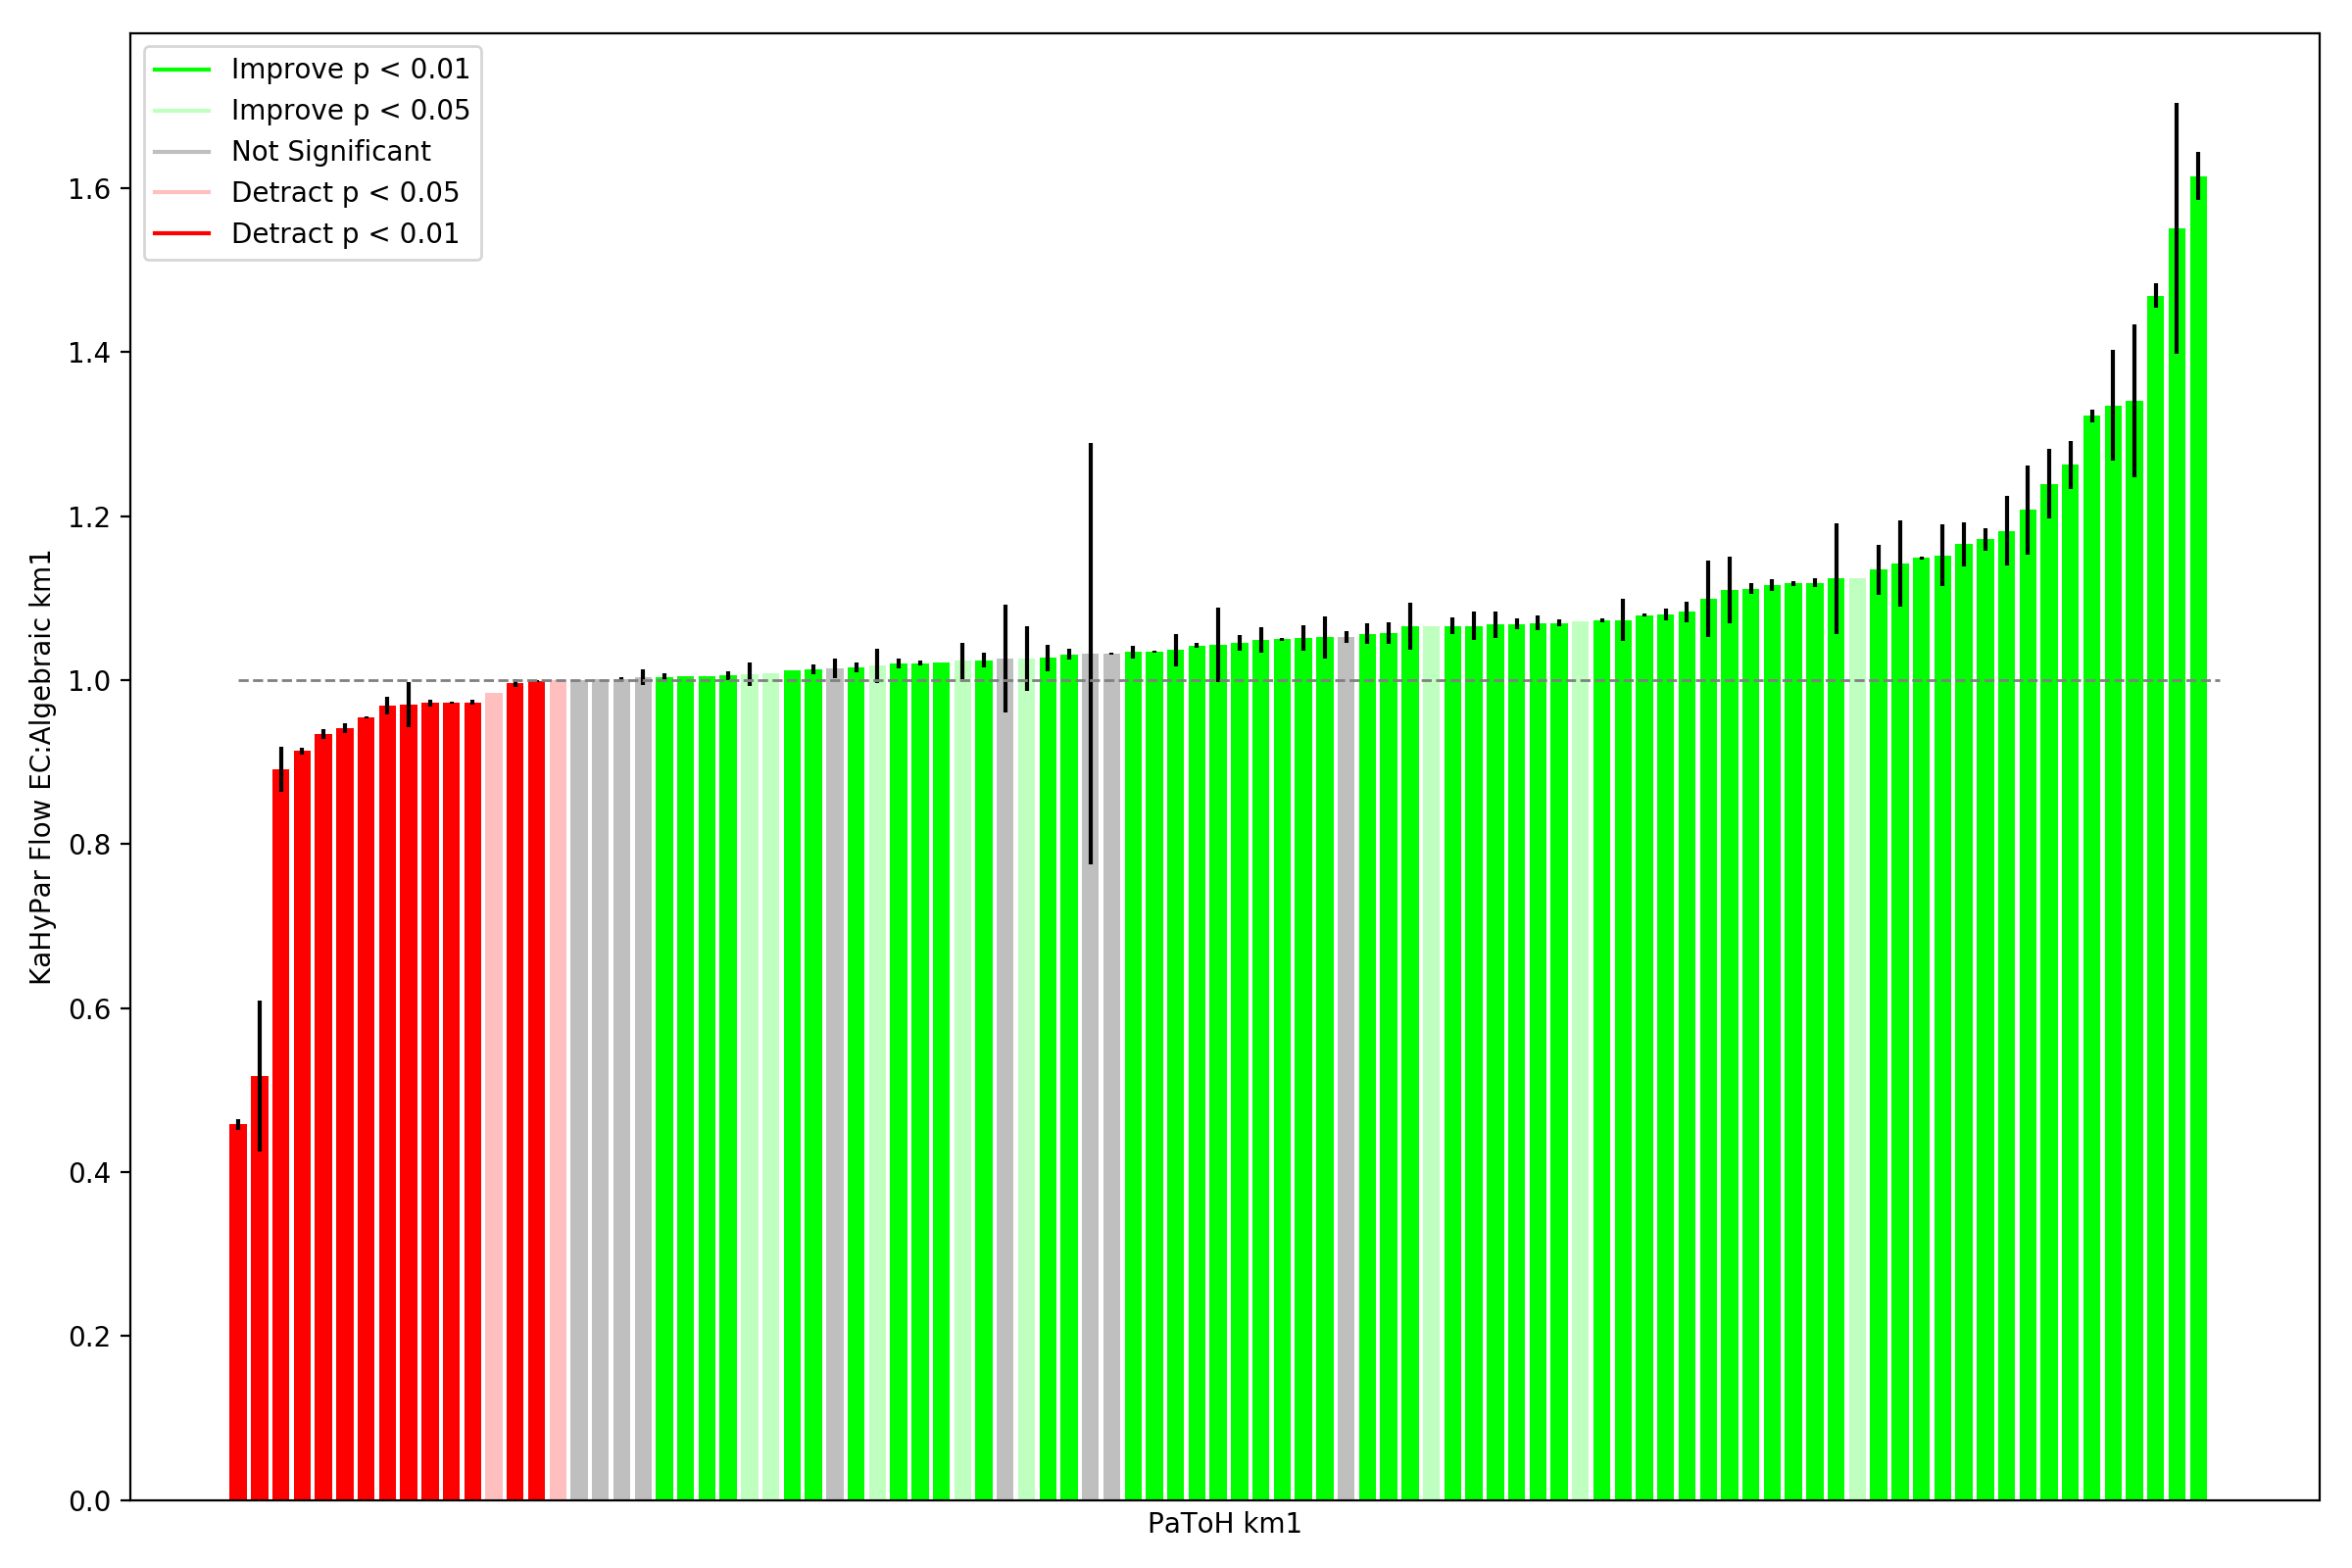 Improve p < 0.01
Improve p < 0.05
Not Significant
Detract p < 0.05
Detract p < 0.01
KaHyPar Flow EC:Algebraic km1
1.6
1.4
1.2
1.0
0.8
0.6
0.4
0.2
0.0
PaToH km1